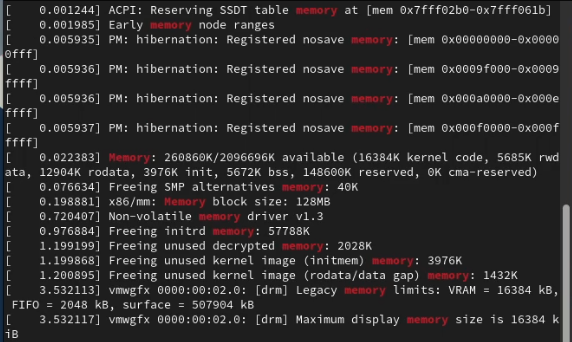 [    0.001244] ACPI: Reserving SSDT table memory at [mem 0x7fff02b0-0x7fff061b]
[    0.001985] Early memory node ranges
[    0.005935] PM: hibernation: Registered nosave memory: [mem 0x00000000-0x0000
0fff]
[    0.005936] PM: hibernation: Registered nosave memory: [mem 0x0009f000-0x0009
ffff]
[    0.005936] PM: hibernation: Registered nosave memory: [mem 0x000a0000-0x000e
ffff]
[    0.005937] PM: hibernation: Registered nosave memory: [mem 0x000f0000-0x000f
ffff]
[    0.022383] Memory: 260860K/2096696K available (16384K kernel code, 5685K rwd
ata, 12904K rodata, 3976K init, 5672K bss, 148600K reserved, 0K cma-reserved)
[    0.076634] Freeing SMP alternatives memory: 40K
[    0.198881] x86/mm: Memory block size: 128MB
[    0.720407] Non-volatile memory driver v1.3
[    0.976884] Freeing initrd memory: 57788K
[    1.199199] Freeing unused decrypted memory: 2028K
[    1.199868] Freeing unused kernel image (initmem) memory: 3976K
[    1.200895] Freeing unused kernel image (rodata/data gap) memory: 1432K
[    3.532113] vmwgfx 0000:00:02.0: [drm] Legacy memory limits: VRAM = 16384 kB,
 FIFO = 2048 kB, surface = 507904 kB
[    3.532117] vmwgfx 0000:00:02.0: [drm] Maximum display memory size is 16384 k
iB